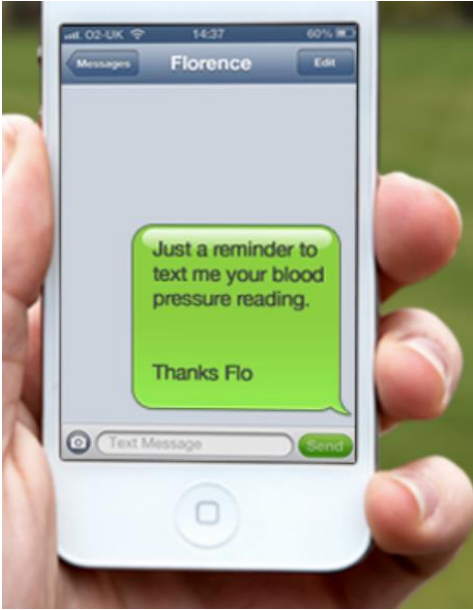 O2-UK 14:37 60%
Messages Florence Edit
Just a reminder to
text me your blood
pressure reading.
Thanks Flo
Text Message Send